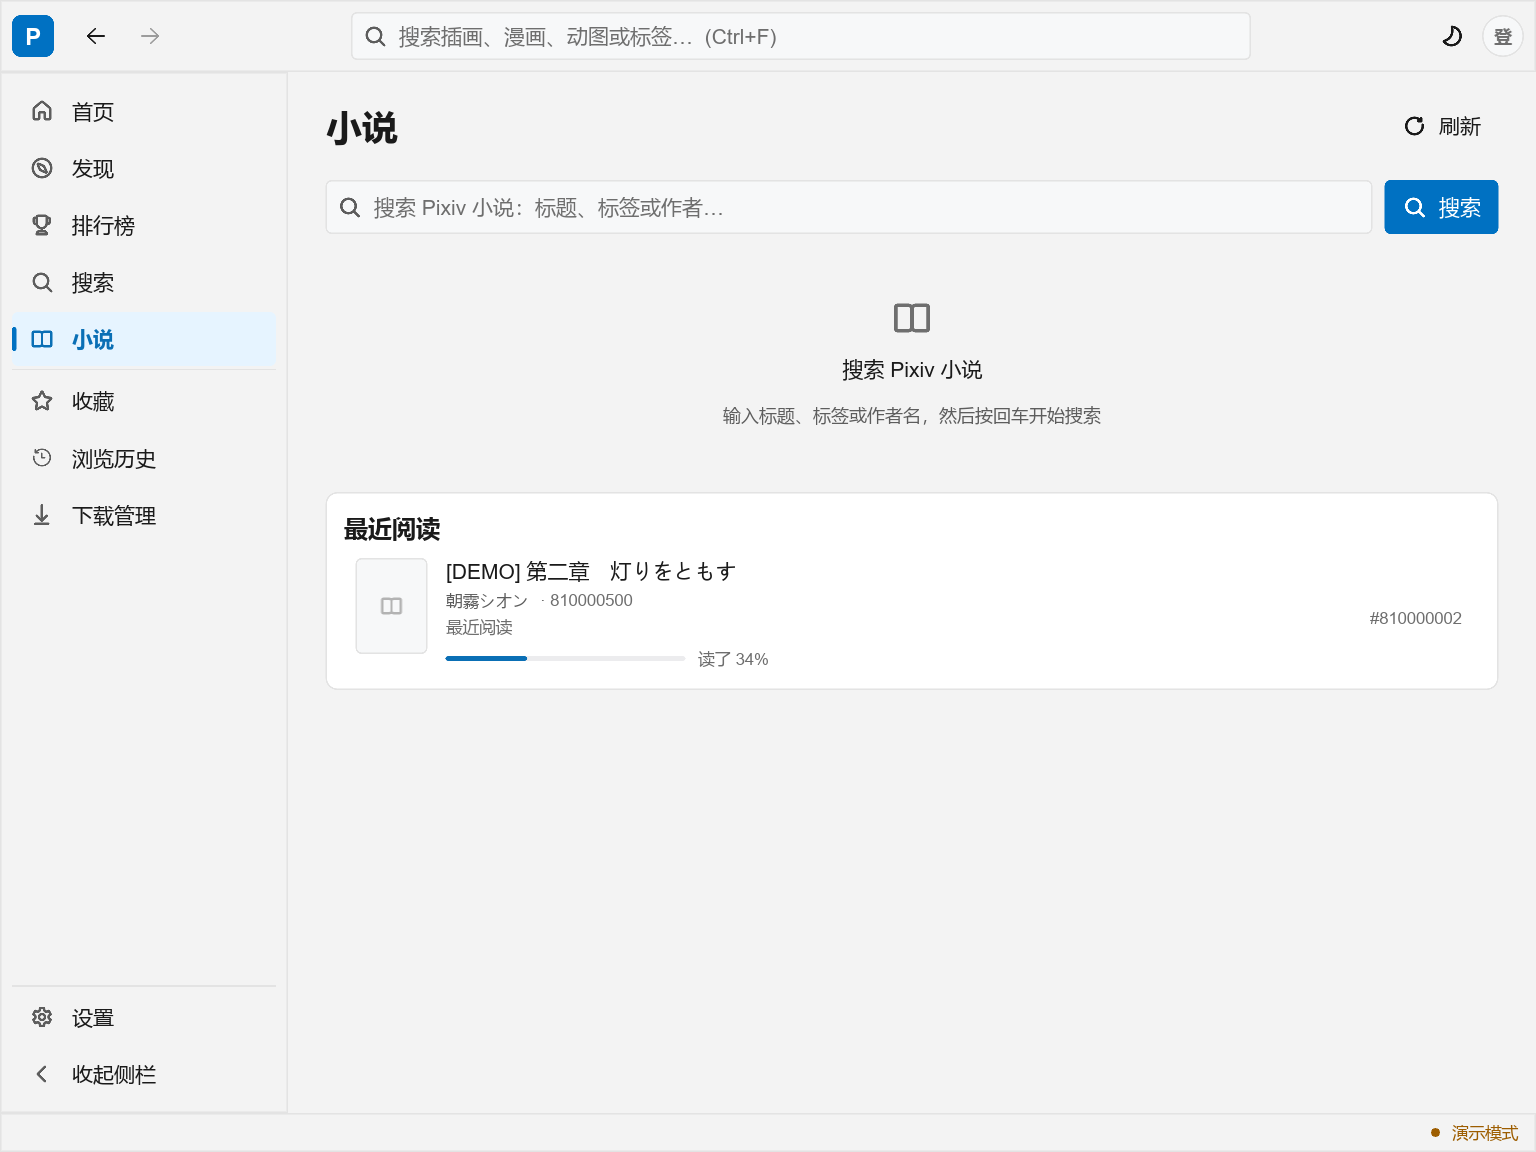 P
搜索插画、漫画、动图或标签… (Ctrl+F)
登
首页
发现
排行榜
搜索
小说
收藏
浏览历史
下载管理
设置
收起侧栏
小说
刷新
搜索 Pixiv 小说：标题、标签或作者…
搜索
搜索 Pixiv 小说
输入标题、标签或作者名，然后按回车开始搜索
最近阅读
[DEMO] 第二章　灯りをともす
朝霧シオン · 810000500
最近阅读
读了 34%
#810000002
演示模式